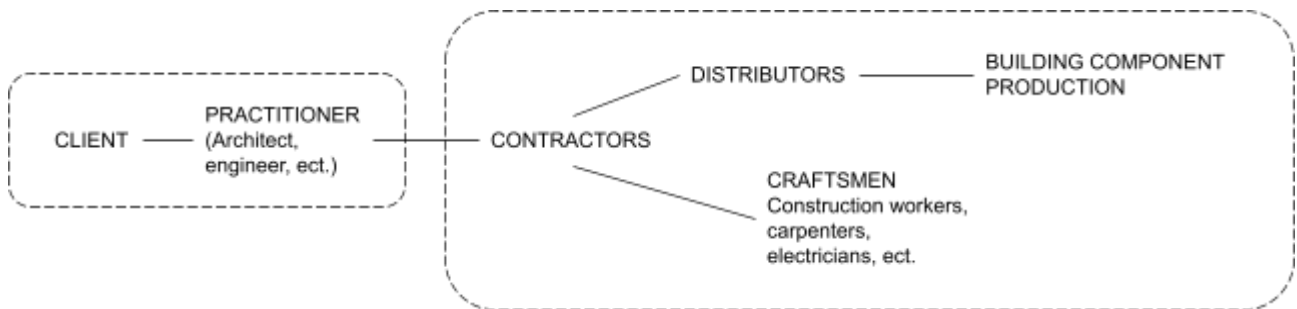 CLIENT
PRACTITIONER
(Architect,
engineer, ect.)
CONTRACTORS
DISTRIBUTORS
BUILDING COMPONENT
PRODUCTION
CRAFTSMEN
Construction workers,
carpenters,
electricians, ect.